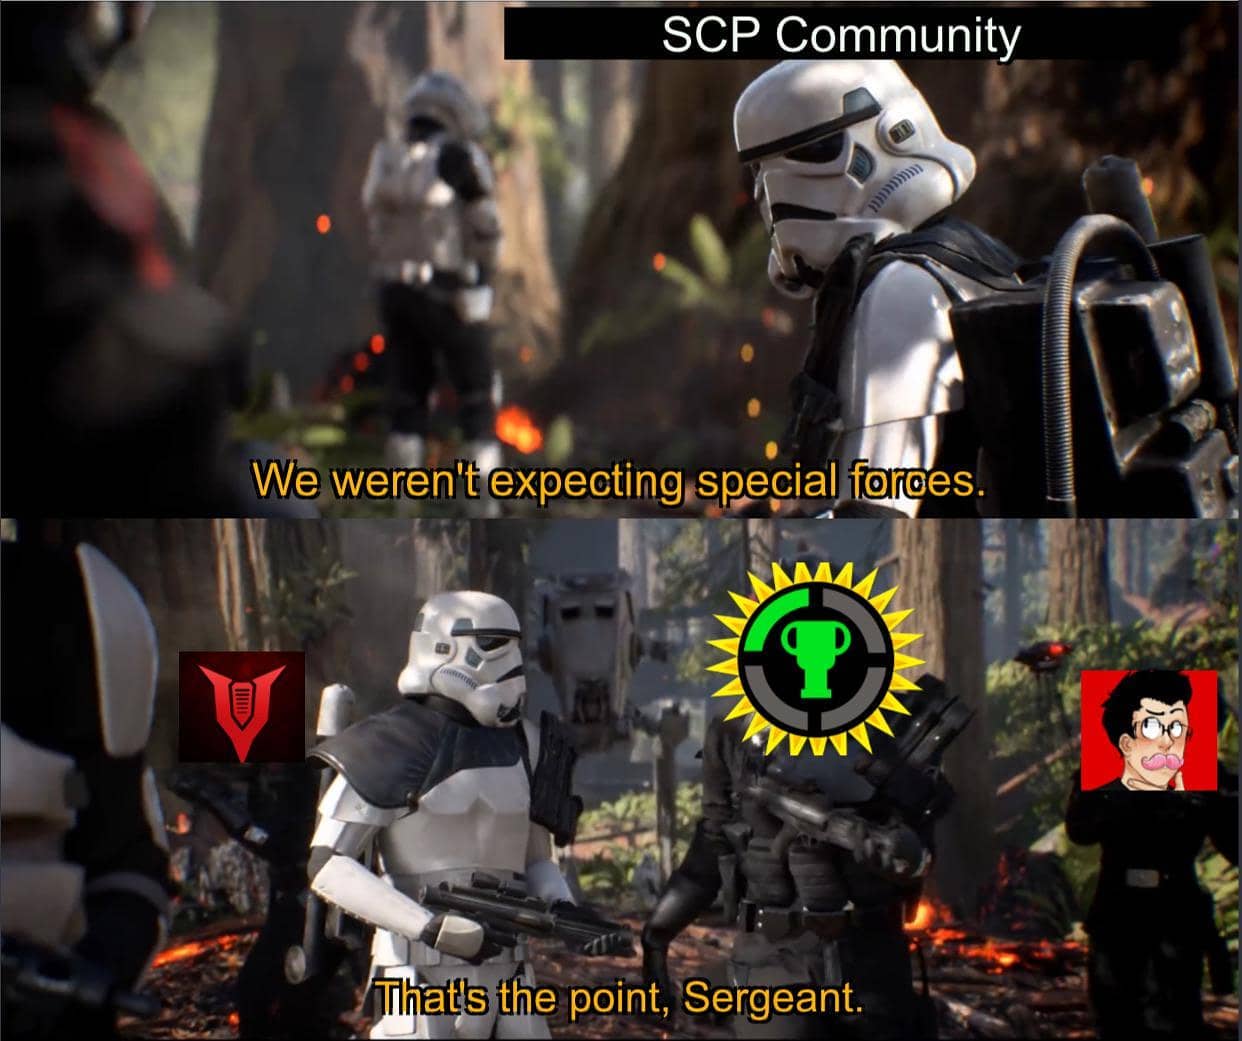 SCP Community
We weren't expecting special forces.
That's the point, Sergeant.